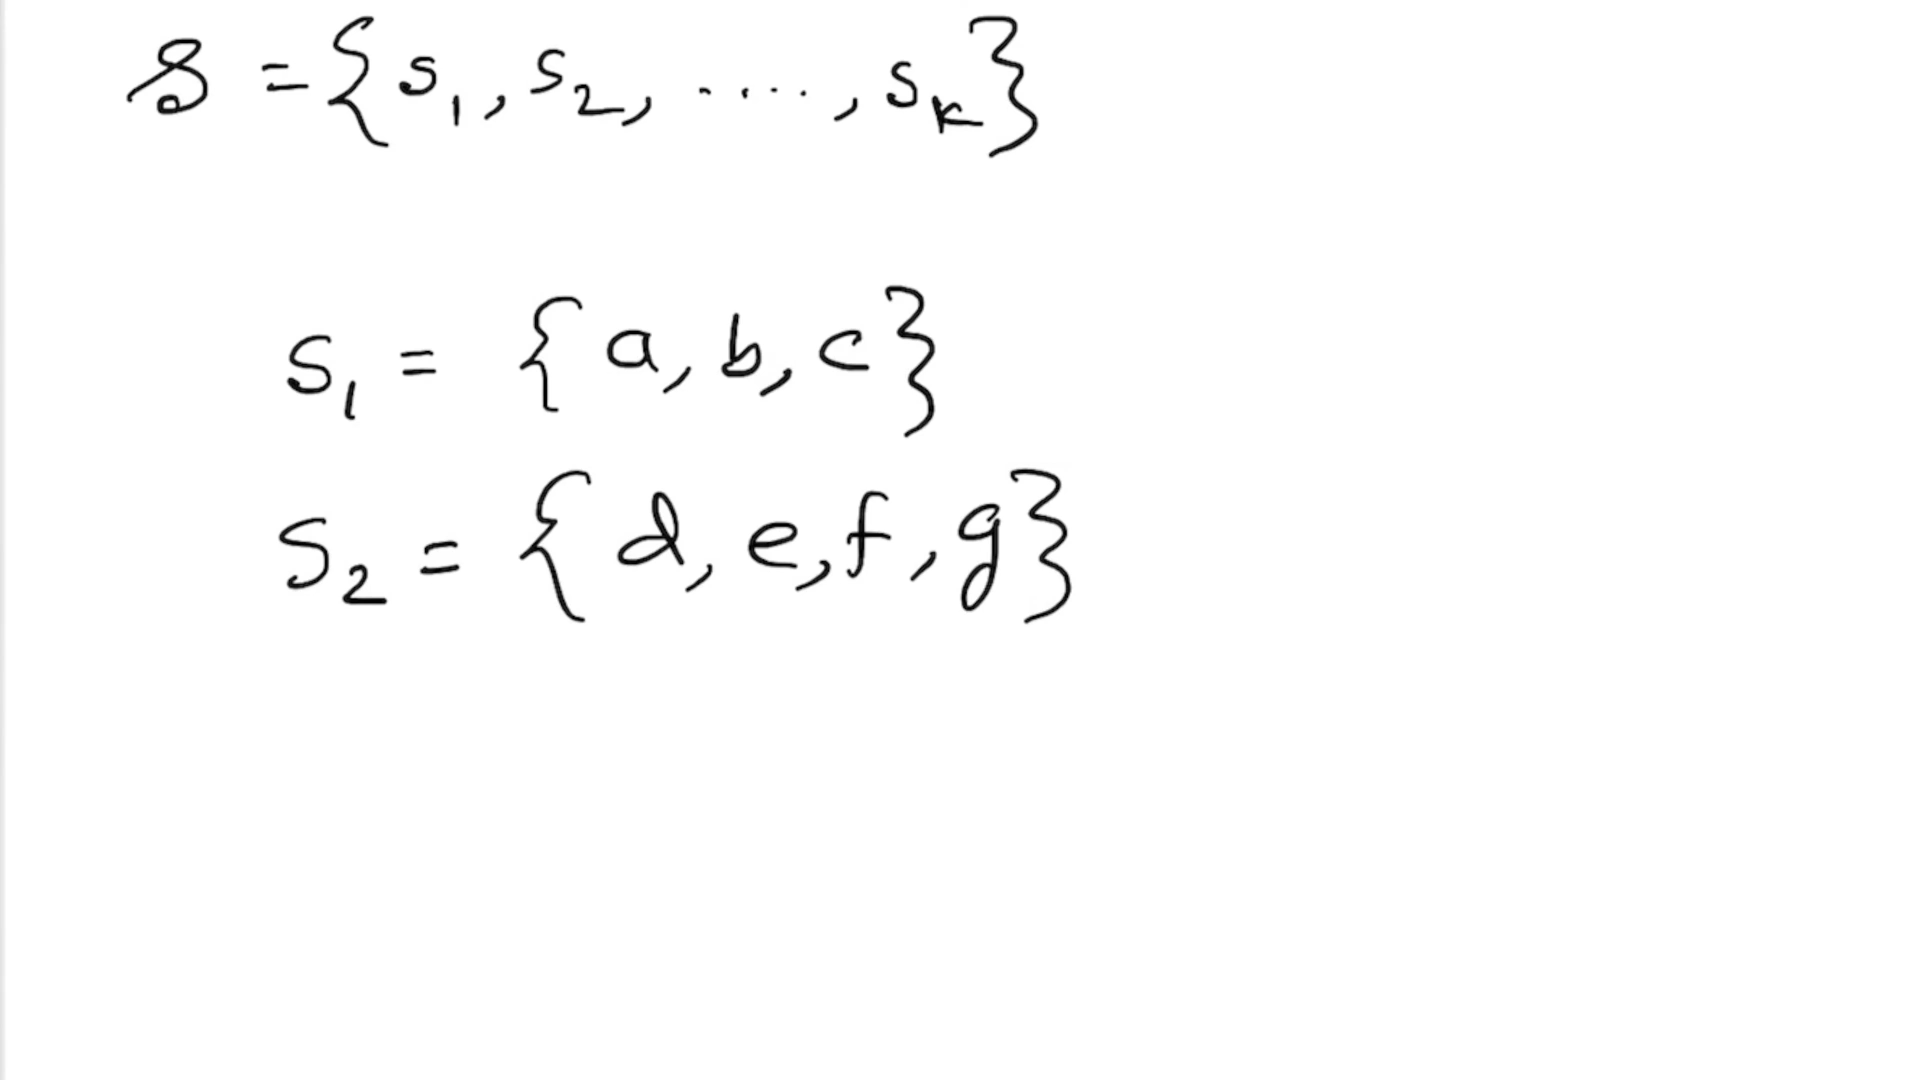 S = {s₁, s₂, ...., sₖ}
s₁ = {a, b, c}
s₂ = {d, e, f, g}